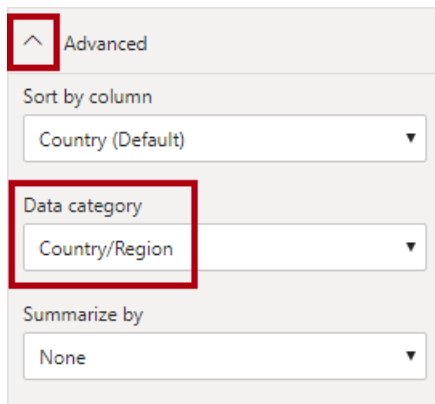 Advanced
Sort by column
Country (Default)
Data category
Country/Region
Summarize by
None